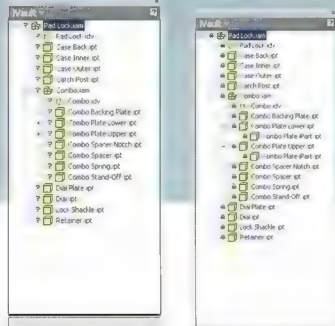 Vault
Pad Lock.iam
Pad Lock.idv
Case Back.ipt
Case Inner.ipt
Case Outer.ipt
Latch Post.ipt
Combo.iam
Combo.idv
Combo Backing Plate.ipt
Combo Plate Lower.ipt
Combo Plate Upper.ipt
Combo Spacer Notch.ipt
Combo Spacer.ipt
Combo Spring.ipt
Combo Stand-Off.ipt
Dial Plate.ipt
Dial.ipt
Lock Shackle.ipt
Retainer.ipt
Vault
Pad Lock.iam
Pad Lock.idv
Case Back.ipt
Case Inner.ipt
Case Outer.ipt
Latch Post.ipt
Combo.iam
Combo.idv
Combo Backing Plate.ipt
Combo Plate Lower.ipt
Combo Plate iPart.ipt
Combo Plate Upper.ipt
Combo Plate iPart.ipt
Combo Spacer Notch.ipt
Combo Spacer.ipt
Combo Spring.ipt
Combo Stand-Off.ipt
Dial Plate.ipt
Dial.ipt
Lock Shackle.ipt
Retainer.ipt